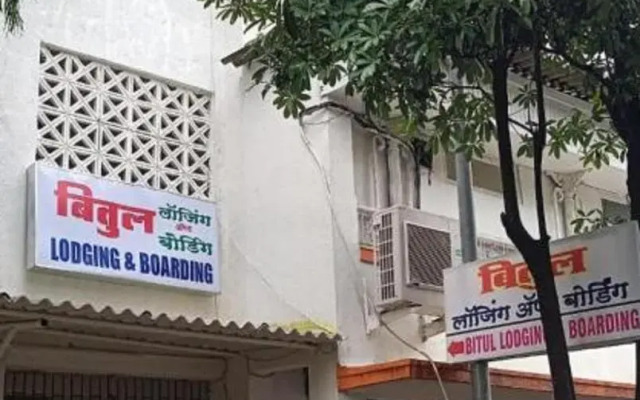 बितुल लॉजिंग
ॲण्ड
बोर्डिंग
LODGING & BOARDING
बितुल
लॉजिंग ॲण्ड बोर्डिंग
BITUL LODGING BOARDING